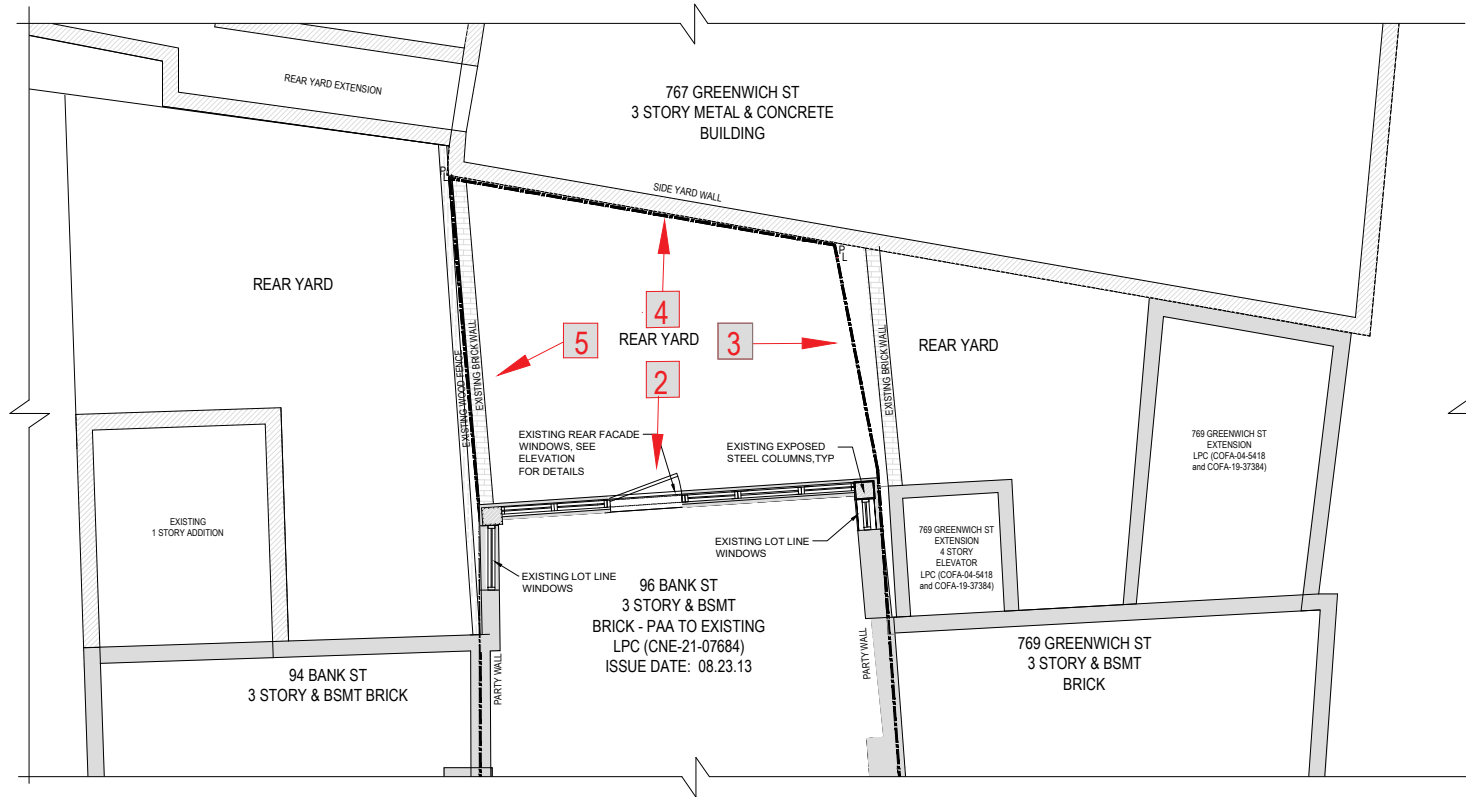 REAR YARD EXTENSION
767 GREENWICH ST
3 STORY METAL & CONCRETE
BUILDING
SIDE YARD WALL
P
L
P
L
REAR YARD
4
5
REAR YARD
3
2
REAR YARD
EXISTING WOOD FENCE
EXISTING BRICK WALL
EXISTING BRICK WALL
EXISTING REAR FACADE
WINDOWS, SEE
ELEVATION
FOR DETAILS
EXISTING EXPOSED
STEEL COLUMNS,TYP
769 GREENWICH ST
EXTENSION
LPC (COFA-04-5418
and COFA-19-37384)
EXISTING
1 STORY ADDITION
EXISTING LOT LINE
WINDOWS
EXISTING LOT LINE
WINDOWS
769 GREENWICH ST
EXTENSION
4 STORY
ELEVATOR
LPC (COFA-04-5418
and COFA-19-37384)
96 BANK ST
3 STORY & BSMT
BRICK - PAA TO EXISTING
LPC (CNE-21-07684)
ISSUE DATE: 08.23.13
PARTY WALL
PARTY WALL
94 BANK ST
3 STORY & BSMT BRICK
769 GREENWICH ST
3 STORY & BSMT
BRICK